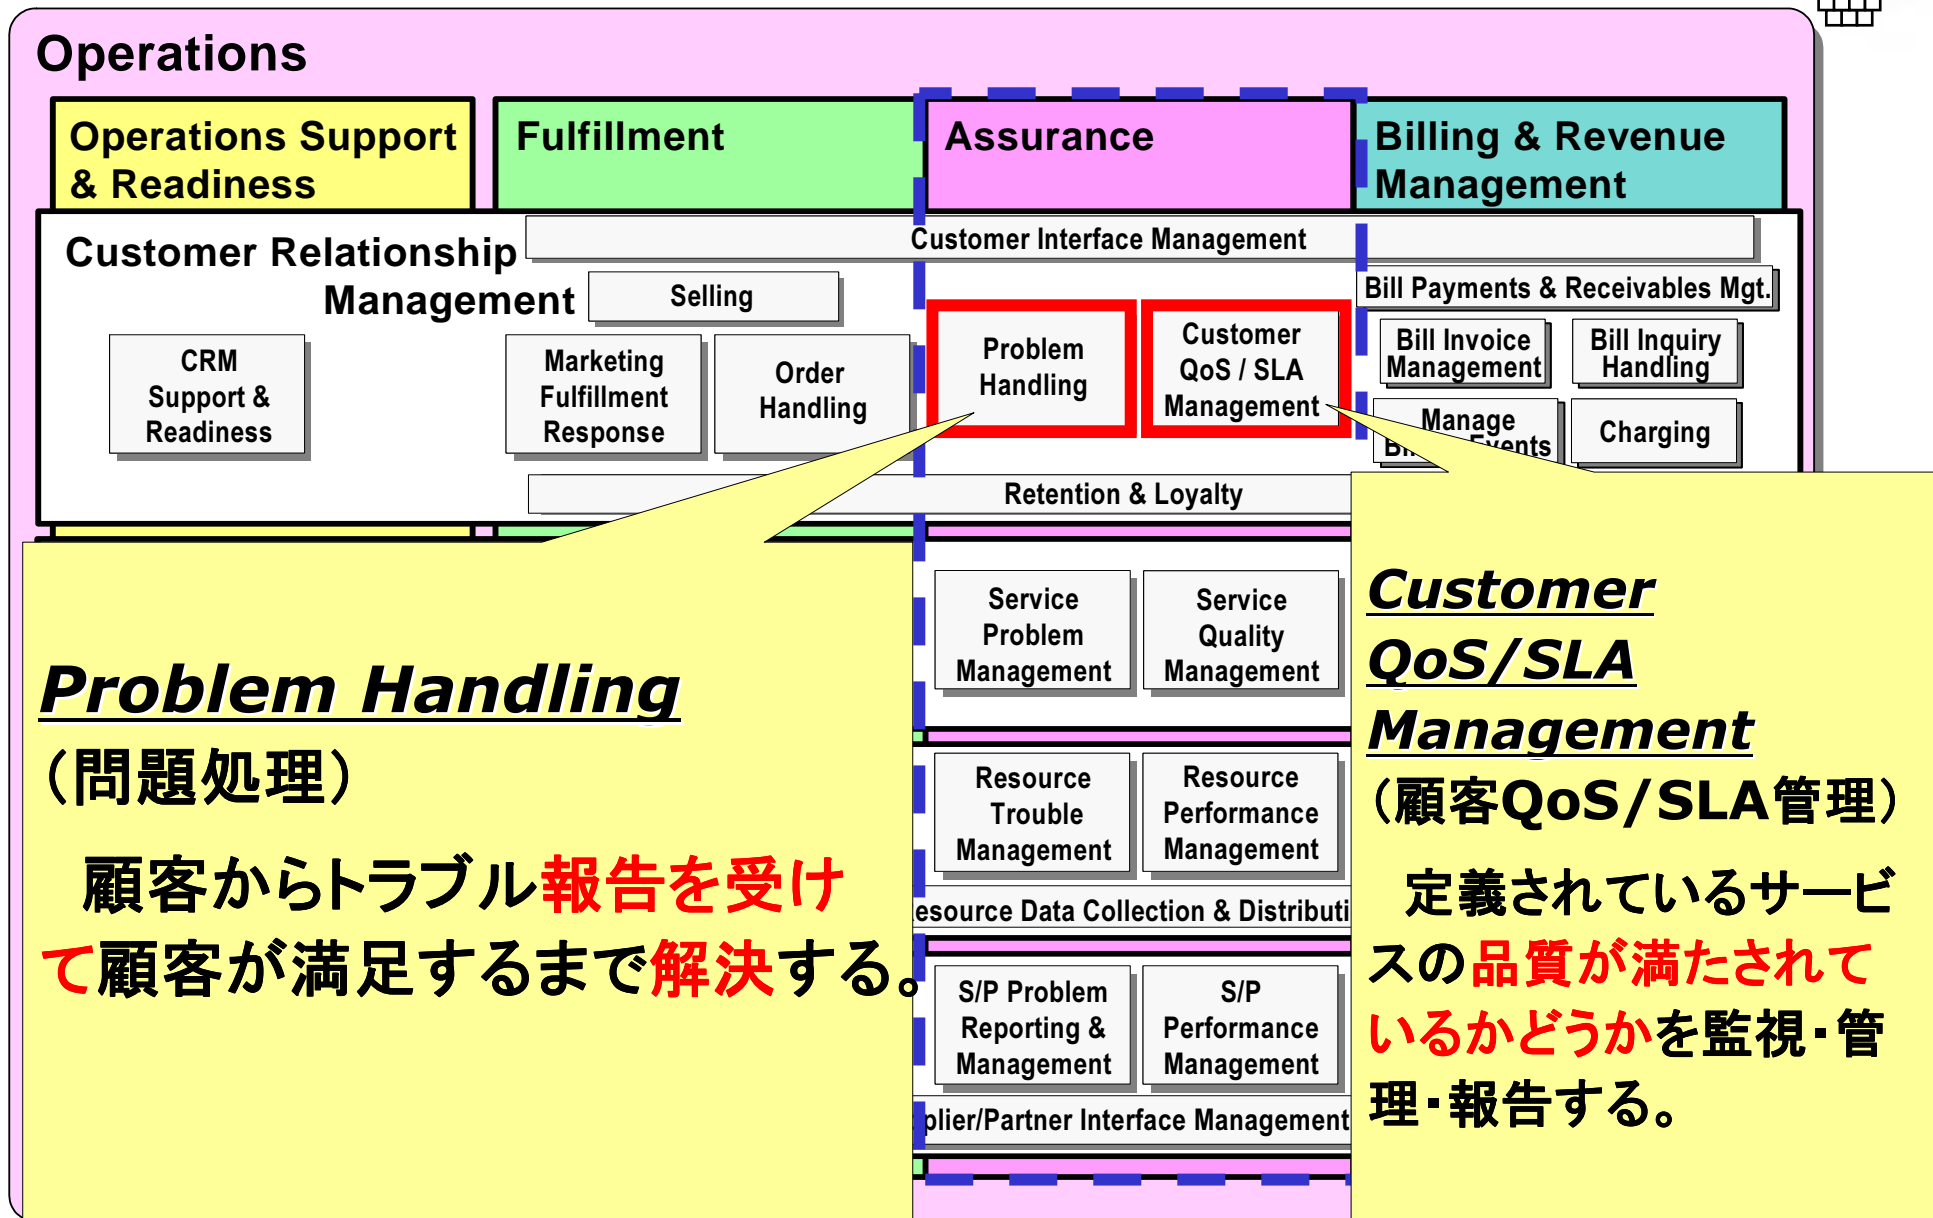 Operations
Operations Support
& Readiness
Fulfillment
Assurance
Billing & Revenue
Management
Customer Relationship
Management
Customer Interface Management
Selling
Bill Payments & Receivables Mgt.
CRM
Support &
Readiness
Marketing
Fulfillment
Response
Order
Handling
Problem
Handling
Customer
QoS / SLA
Management
Bill Invoice
Management
Bill Inquiry
Handling
Manage
Charging
Retention & Loyalty
Service
Problem
Management
Service
Quality
Management
Resource
Trouble
Management
Resource
Performance
Management
Data Collection &
S/P Problem
Reporting &
Management
S/P
Performance
Management
Interface Management
Problem Handling
（問題処理）
顧客からトラブル報告を受け
て顧客が満足するまで解決する。
Customer
QoS/SLA
Management
（顧客QoS/SLA管理）
定義されているサービ
スの品質が満たされて
いるかどうかを監視・管
理・報告する。